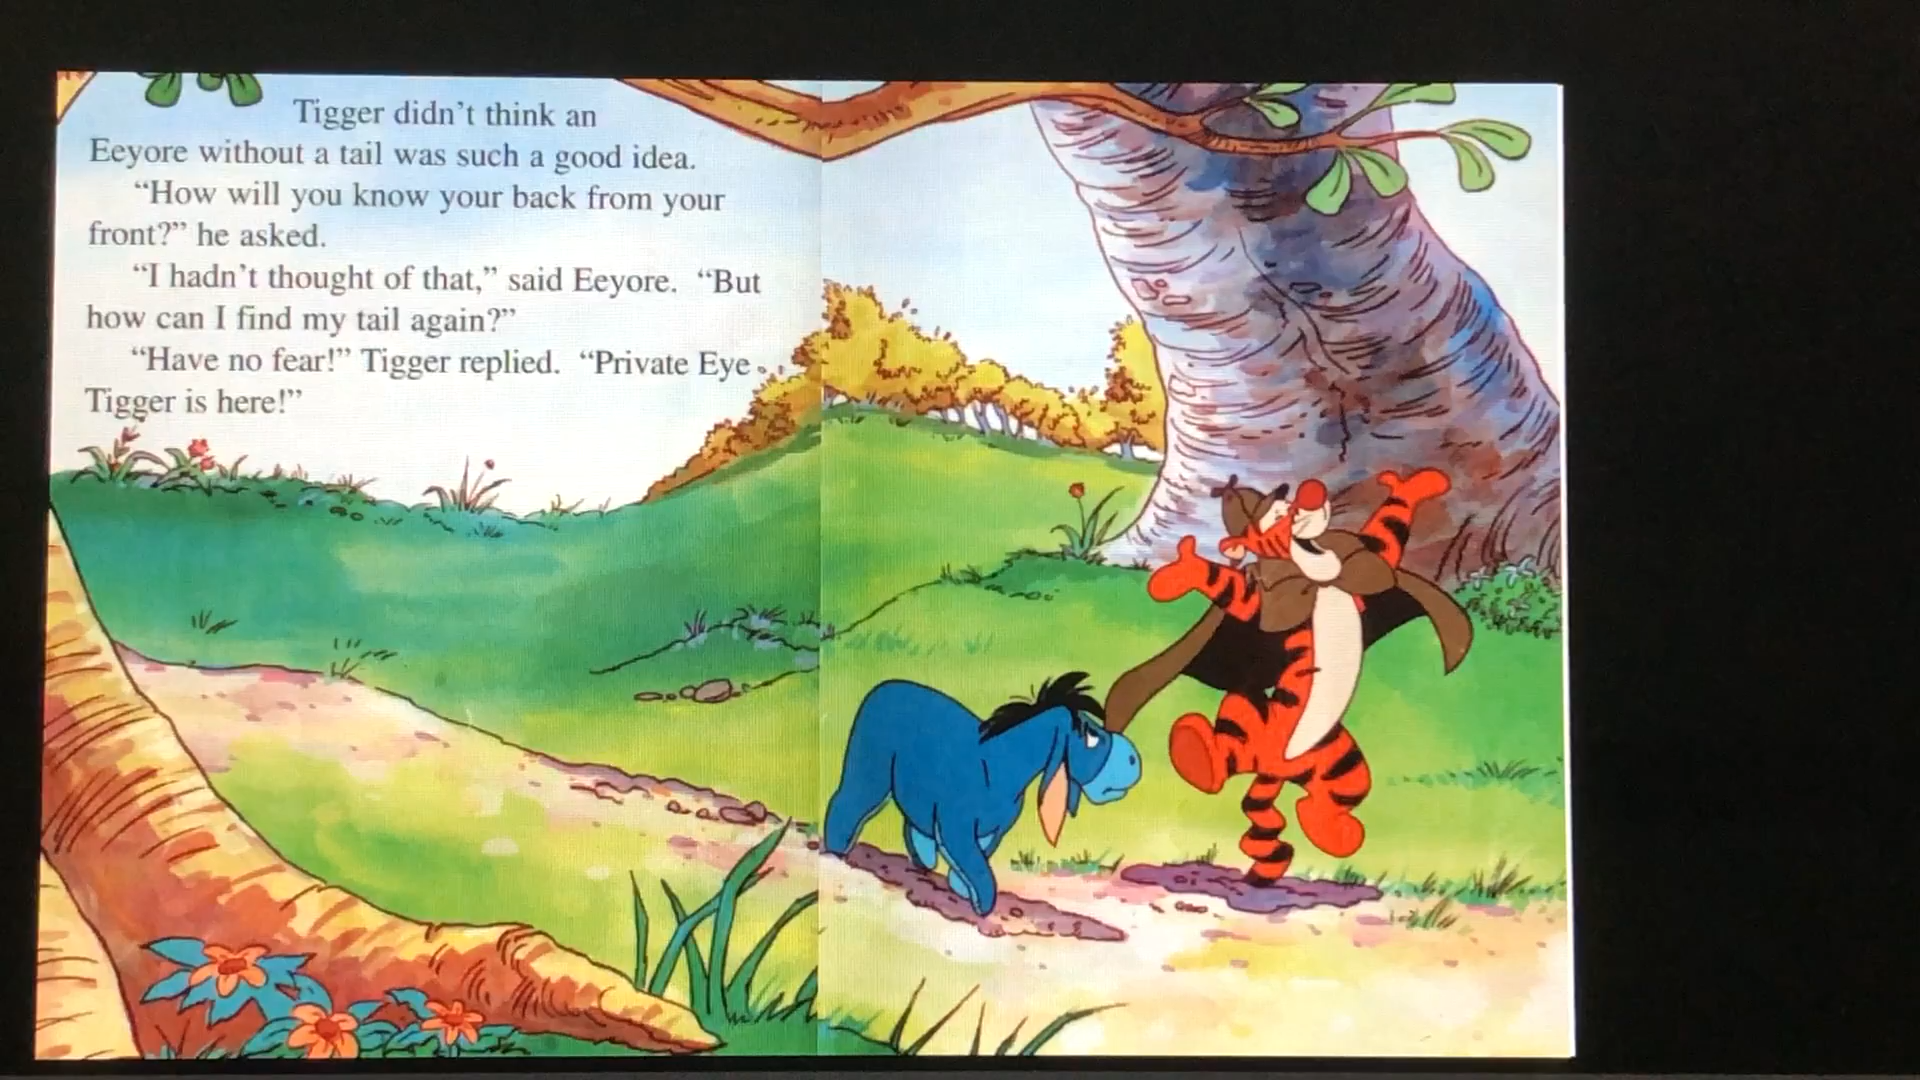 Tigger didn’t think an
Eeyore without a tail was such a good idea.
“How will you know your back from your
front?” he asked.
“I hadn’t thought of that,” said Eeyore. “But
how can I find my tail again?”
“Have no fear!” Tigger replied. “Private Eye
Tigger is here!”